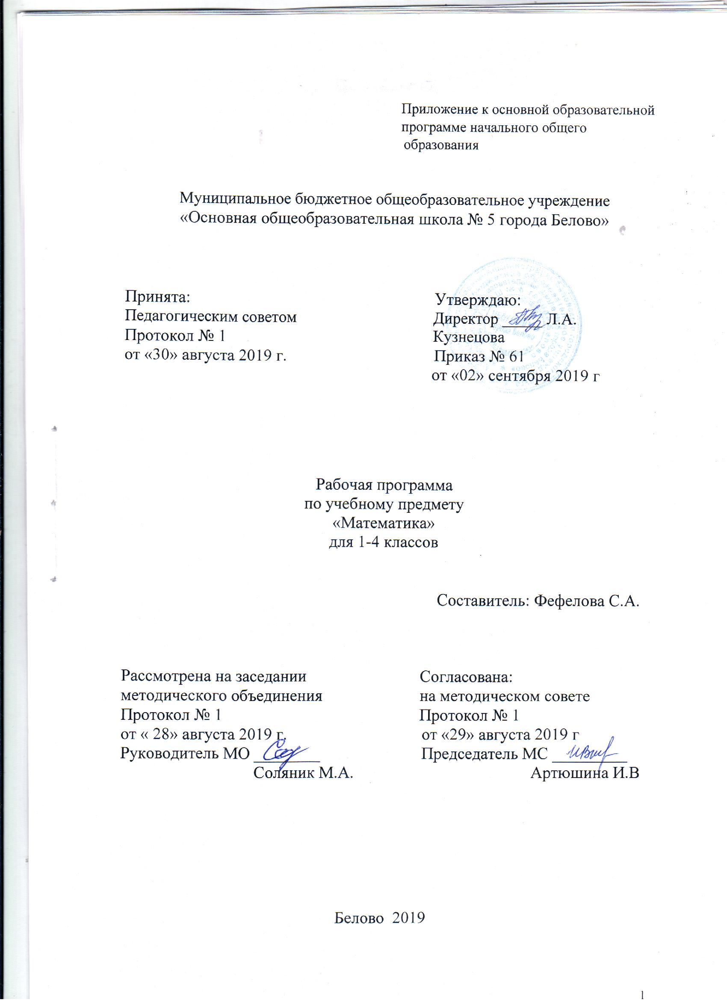 Приложение к основной образовательной
программе начального общего
образования
Муниципальное бюджетное общеобразовательное учреждение
«Основная общеобразовательная школа № 5 города Белово»
Принята:
Педагогическим советом
Протокол № 1
от «30» августа 2019 г.
Утверждаю:
Директор _____ Л.А.
Кузнецова
Приказ № 61
от «02» сентября 2019 г
Рабочая программа
по учебному предмету
«Математика»
для 1-4 классов
Составитель: Фефелова С.А.
Рассмотрена на заседании
методического объединения
Протокол № 1
от « 28» августа 2019 г.
Руководитель МО ________
Соляник М.А.
Согласована:
на методическом совете
Протокол № 1
от «29» августа 2019 г
Председатель МС _________
Артюшина И.В
Белово  2019
1